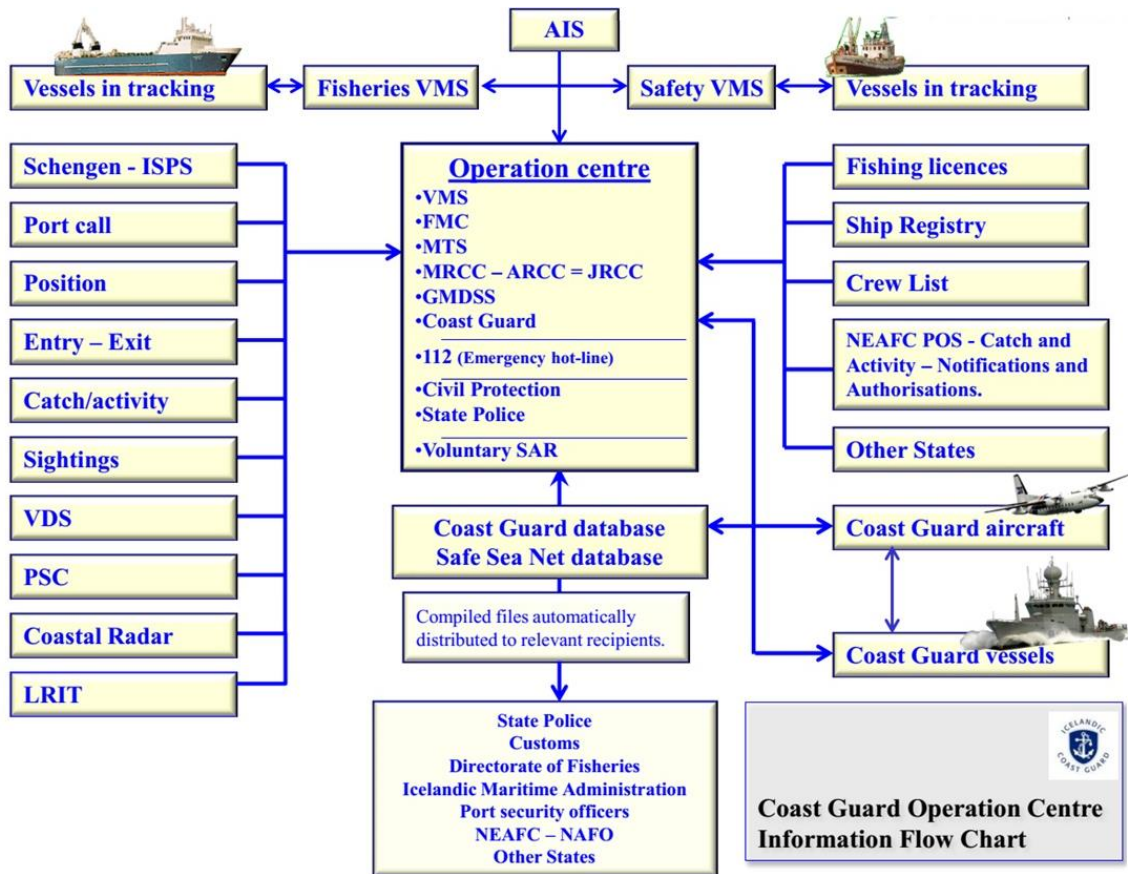 AIS
Vessels in tracking
Fisheries VMS
Safety VMS
Vessels in tracking
Schengen - ISPS
Port call
Position
Entry – Exit
Catch/activity
Sightings
VDS
PSC
Coastal Radar
LRIT
Operation centre
•VMS
•FMC
•MTS
•MRCC – ARCC = JRCC
•GMDSS
•Coast Guard
•112 (Emergency hot-line)
•Civil Protection
•State Police
•Voluntary SAR
Fishing licences
Ship Registry
Crew List
NEAFC POS - Catch and
Activity – Notifications and
Authorisations.
Other States
Coast Guard database
Safe Sea Net database
Coast Guard aircraft
Compiled files automatically
distributed to relevant recipients.
Coast Guard vessels
State Police
Customs
Directorate of Fisheries
Icelandic Maritime Administration
Port security officers
NEAFC – NAFO
Other States
ICELANDIC
COAST GUARD
Coast Guard Operation Centre
Information Flow Chart